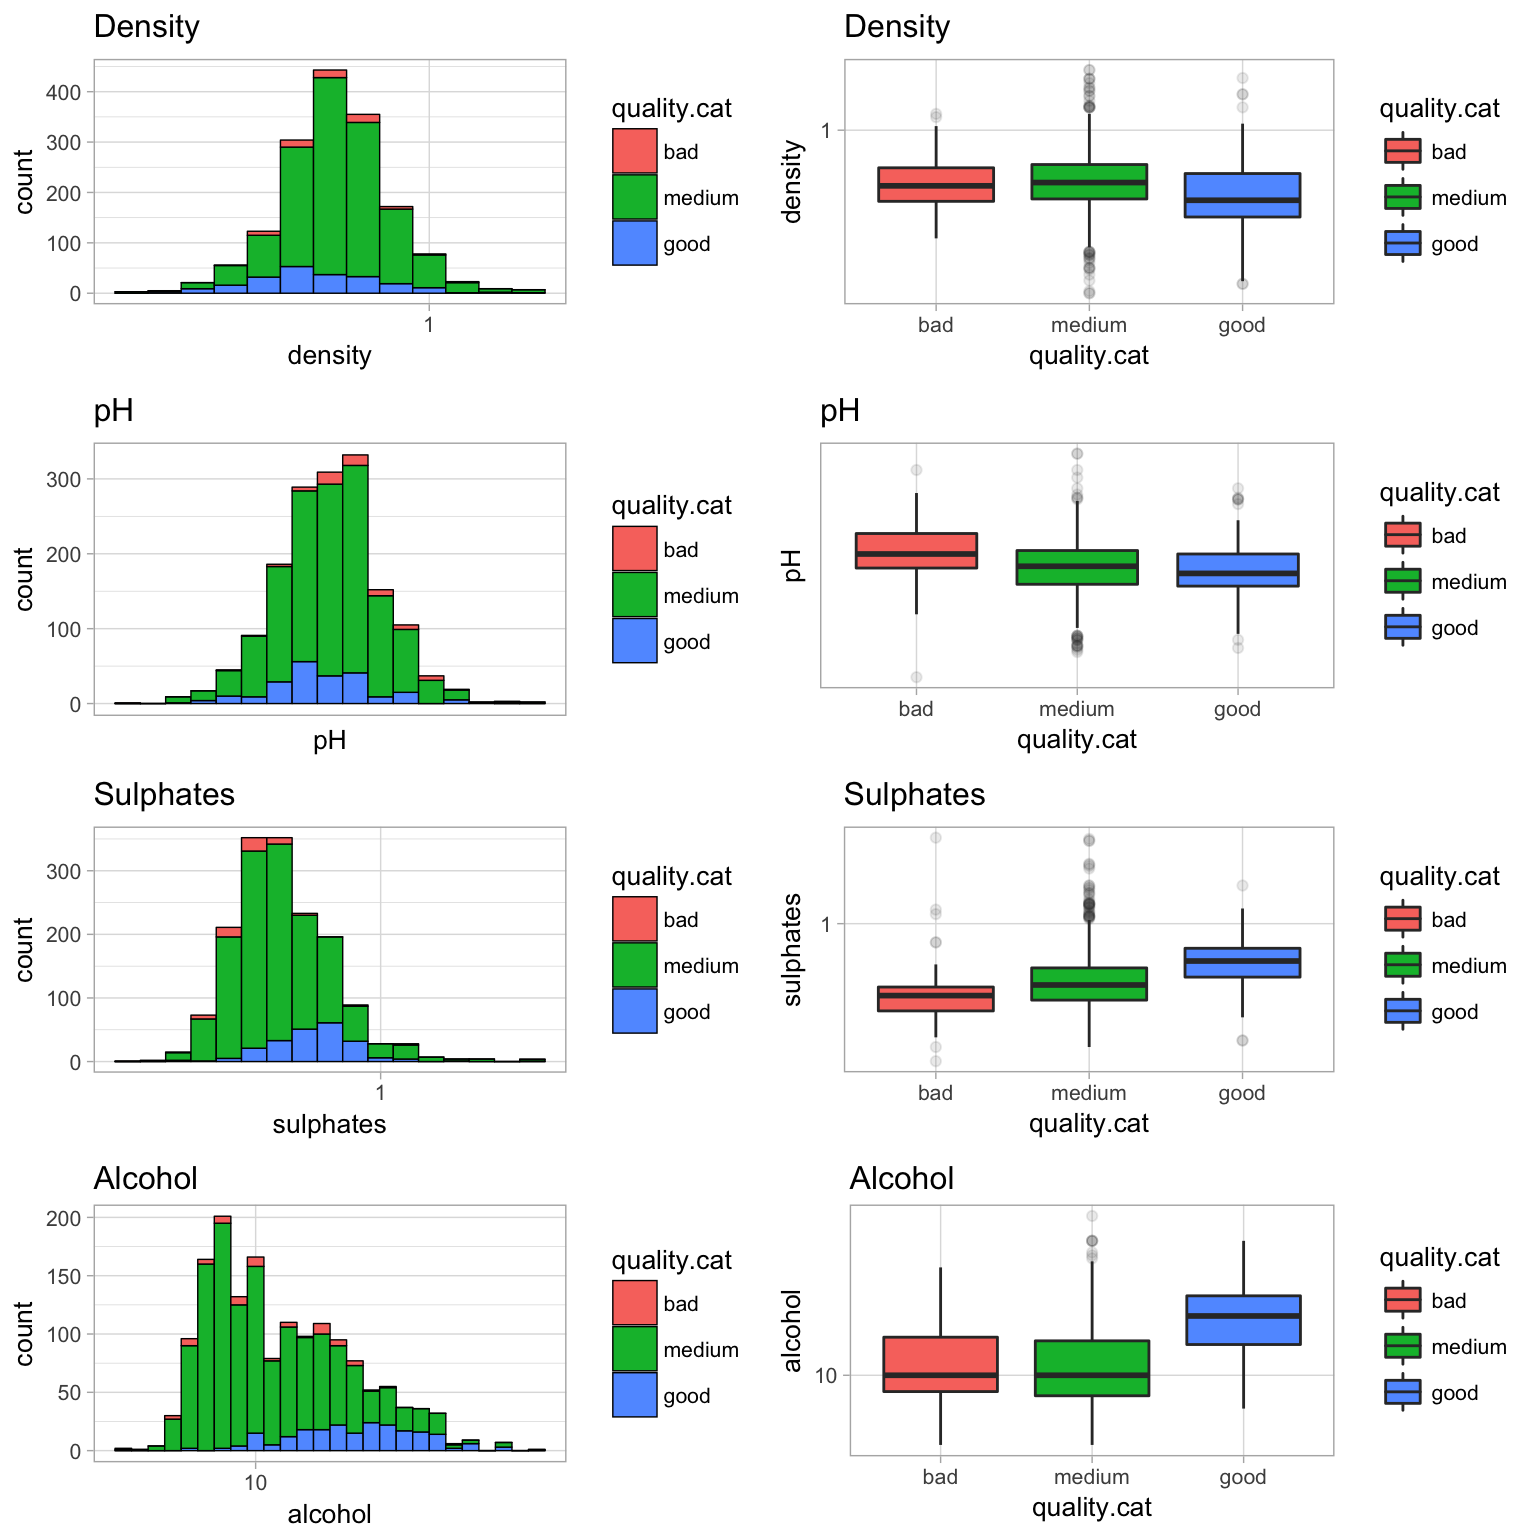 Density
count
400
300
200
100
0
1
density
quality.cat
bad
medium
good
Density
density
1
bad medium good
quality.cat
quality.cat
bad
medium
good
pH
count
300
200
100
0
pH
quality.cat
bad
medium
good
pH
pH
bad medium good
quality.cat
quality.cat
bad
medium
good
Sulphates
count
300
200
100
0
1
sulphates
quality.cat
bad
medium
good
Sulphates
sulphates
1
bad medium good
quality.cat
quality.cat
bad
medium
good
Alcohol
count
200
150
100
50
0
10
alcohol
quality.cat
bad
medium
good
Alcohol
alcohol
10
bad medium good
quality.cat
quality.cat
bad
medium
good